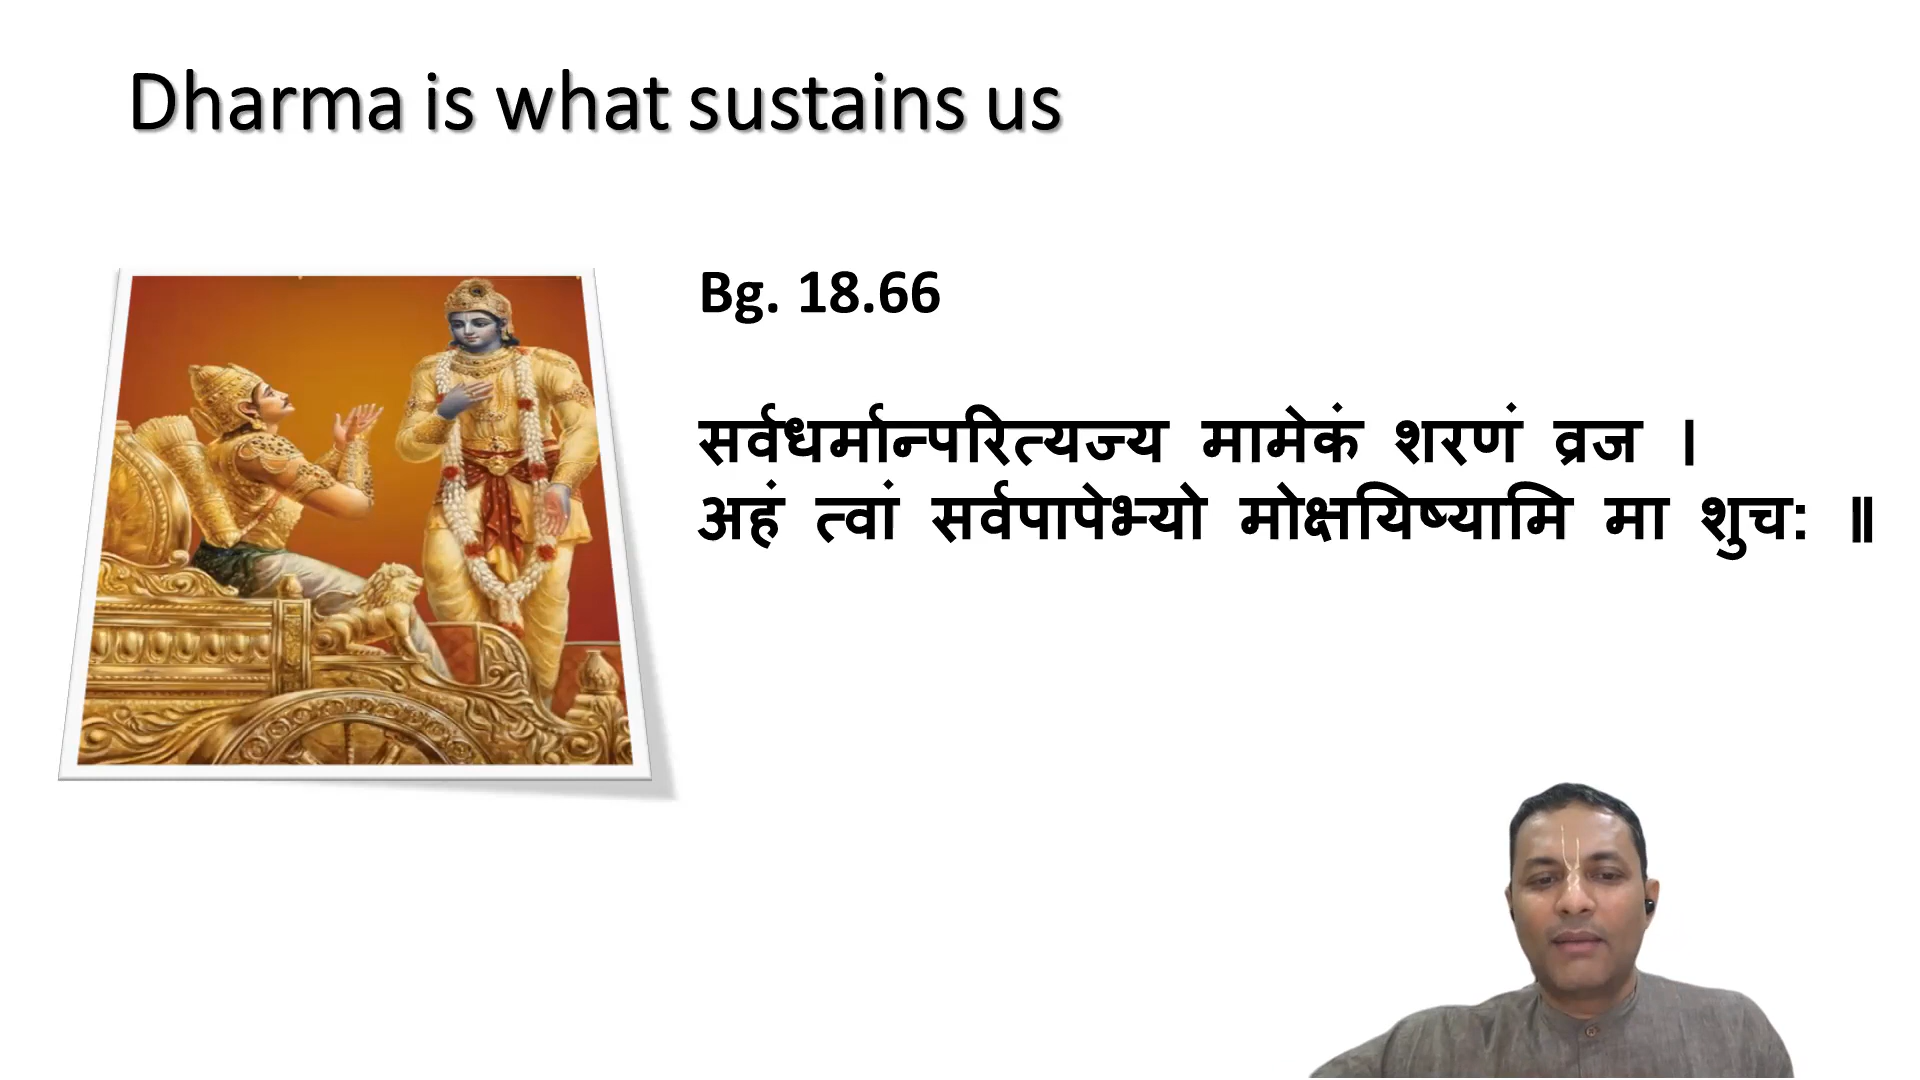 Dharma is what sustains us
Bg. 18.66
सर्वधर्मान्परित्यज्य मामेकं शरणं व्रज ।
अहं त्वां सर्वपापेभ्यो मोक्षयिष्यामि मा शुच: ॥